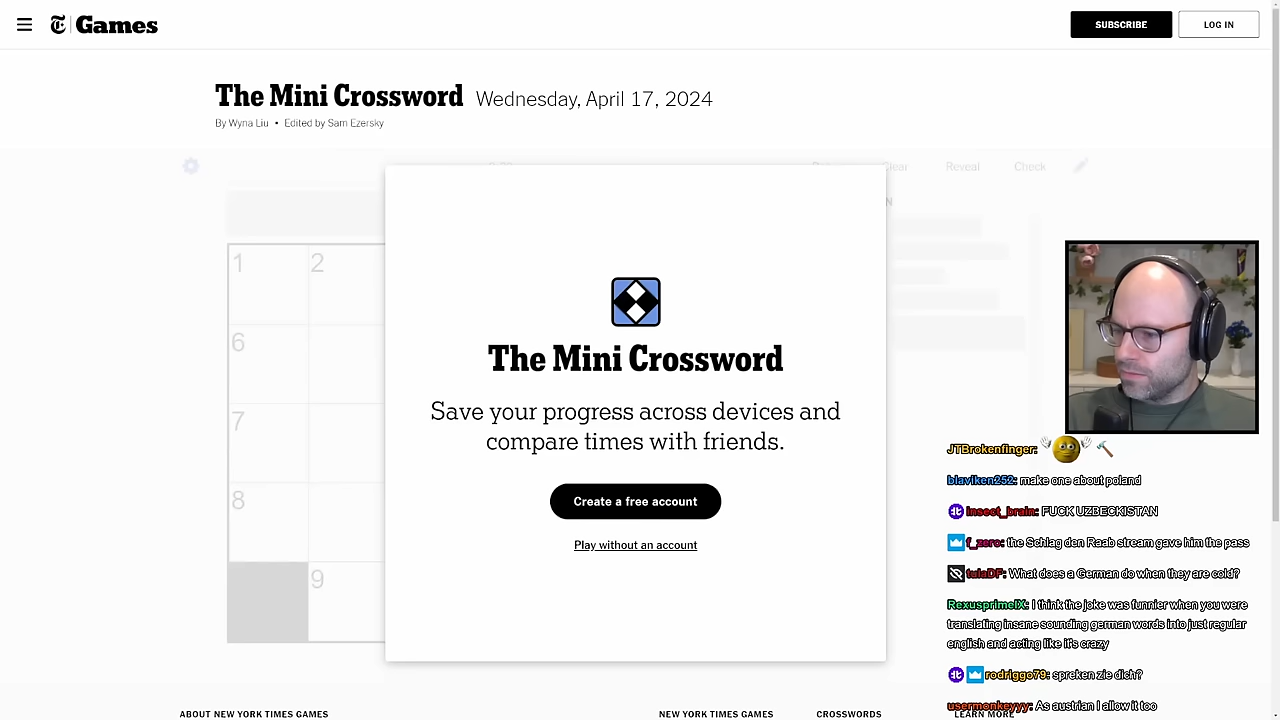 Games
SUBSCRIBE
LOG IN
The Mini Crossword Wednesday, April 17, 2024
By Wyna Liu • Edited by Sam Ezersky
Clear
Reveal
Check
N
1
2
6
7
8
9
The Mini Crossword
Save your progress across devices and
compare times with friends.
Create a free account
Play without an account
JTBrokenfinger:
blaviken252: make one about poland
insect_brain: FUCK UZBECKISTAN
f_zero: the Schlag den Raab stream gave him the pass
tuiaDF: What does a German do when they are cold?
RexusprimeIX: I think the joke was funnier when you were
translating insane sounding german words into just regular
english and acting like it's crazy
rodriggo79: spreken zie dich?
usermonkeyyy: As austrian I allow it too
ABOUT NEW YORK TIMES GAMES
NEW YORK TIMES GAMES
CROSSWORDS
LEARN MORE